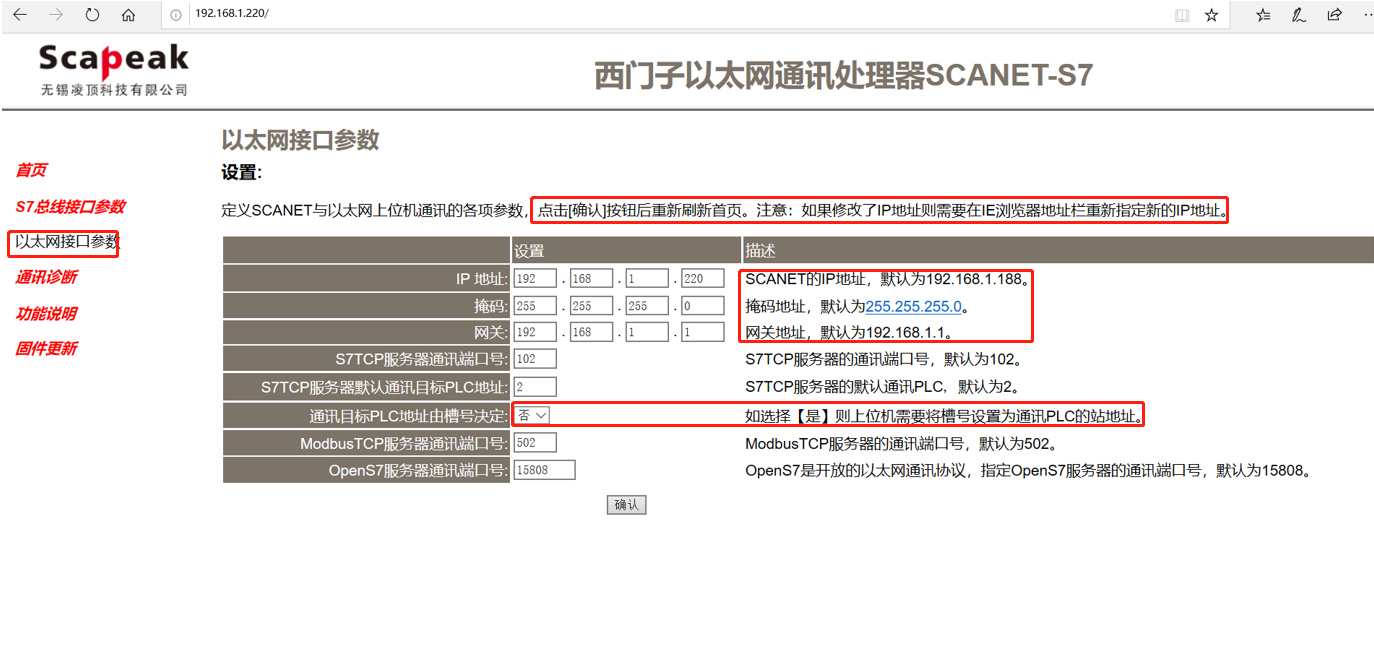 192.168.1.220/
Scapeak
无锡凌顶科技有限公司
西门子以太网通讯处理器SCANET-S7
首页
S7总线接口参数
以太网接口参数
通讯诊断
功能说明
固件更新
以太网接口参数
设置:
定义SCANET与以太网上位机通讯的各项参数，点击[确认]按钮后重新刷新首页。注意：如果修改了IP地址则需要在IE浏览器地址栏重新指定新的IP地址。
设置 描述
IP 地址: 192 . 168 . 1 . 220 SCANET的IP地址，默认为192.168.1.188。
掩码: 255 . 255 . 255 . 0 掩码地址，默认为255.255.255.0。
网关: 192 . 168 . 1 . 1 网关地址，默认为192.168.1.1。
S7TCP服务器通讯端口号: 102 S7TCP服务器的通讯端口号，默认为102。
S7TCP服务器默认通讯目标PLC地址: 2 S7TCP服务器的默认通讯PLC，默认为2。
通讯目标PLC地址由槽号决定: 否 如选择【是】则上位机需要将槽号设置为通讯PLC的站地址。
ModbusTCP服务器通讯端口号: 502 ModbusTCP服务器的通讯端口号，默认为502。
OpenS7服务器通讯端口号: 15808 OpenS7是开放的以太网通讯协议，指定OpenS7服务器的通讯端口号，默认为15808。
确认